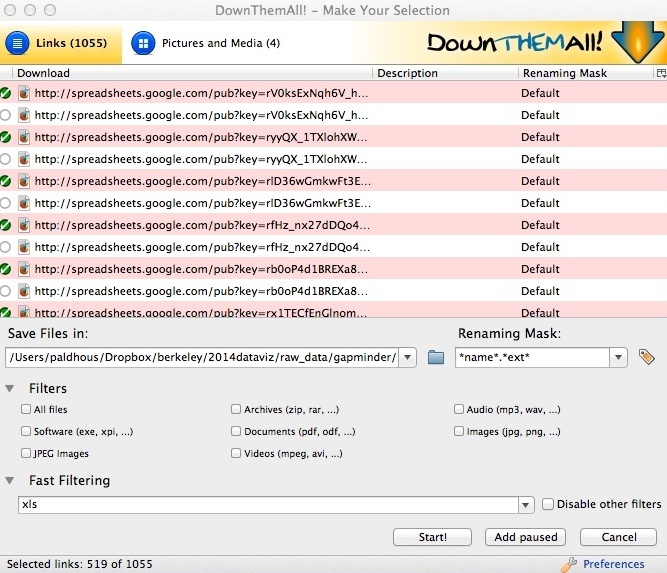 DownThemAll! – Make Your Selection
Links (1055) Pictures and Media (4) DownTHEMAll!
Download Description Renaming Mask
http://spreadsheets.google.com/pub?key=rV0ksExNqh6V_h... Default
http://spreadsheets.google.com/pub?key=rV0ksExNqh6V_h... Default
http://spreadsheets.google.com/pub?key=ryyQX_1TXlohXW... Default
http://spreadsheets.google.com/pub?key=ryyQX_1TXlohXW... Default
http://spreadsheets.google.com/pub?key=rlD36wGmkwFt3E... Default
http://spreadsheets.google.com/pub?key=rlD36wGmkwFt3E... Default
http://spreadsheets.google.com/pub?key=rfHz_nx27dDQo4... Default
http://spreadsheets.google.com/pub?key=rfHz_nx27dDQo4... Default
http://spreadsheets.google.com/pub?key=rb0oP4d1BREXa8... Default
http://spreadsheets.google.com/pub?key=rb0oP4d1BREXa8... Default
http://spreadsheets.google.com/pub?key=rx1TECfEnGlnom... Default
Save Files in: Renaming Mask:
/Users/paldhous/Dropbox/berkeley/2014dataviz/raw_data/gapminder/ *name*.*ext*
Filters
All files Archives (zip, rar, ...) Audio (mp3, wav, ...)
Software (exe, xpi, ...) Documents (pdf, odf, ...) Images (jpg, png, ...)
JPEG Images Videos (mpeg, avi, ...)
Fast Filtering
xls Disable other filters
Start! Add paused Cancel
Selected links: 519 of 1055 Preferences